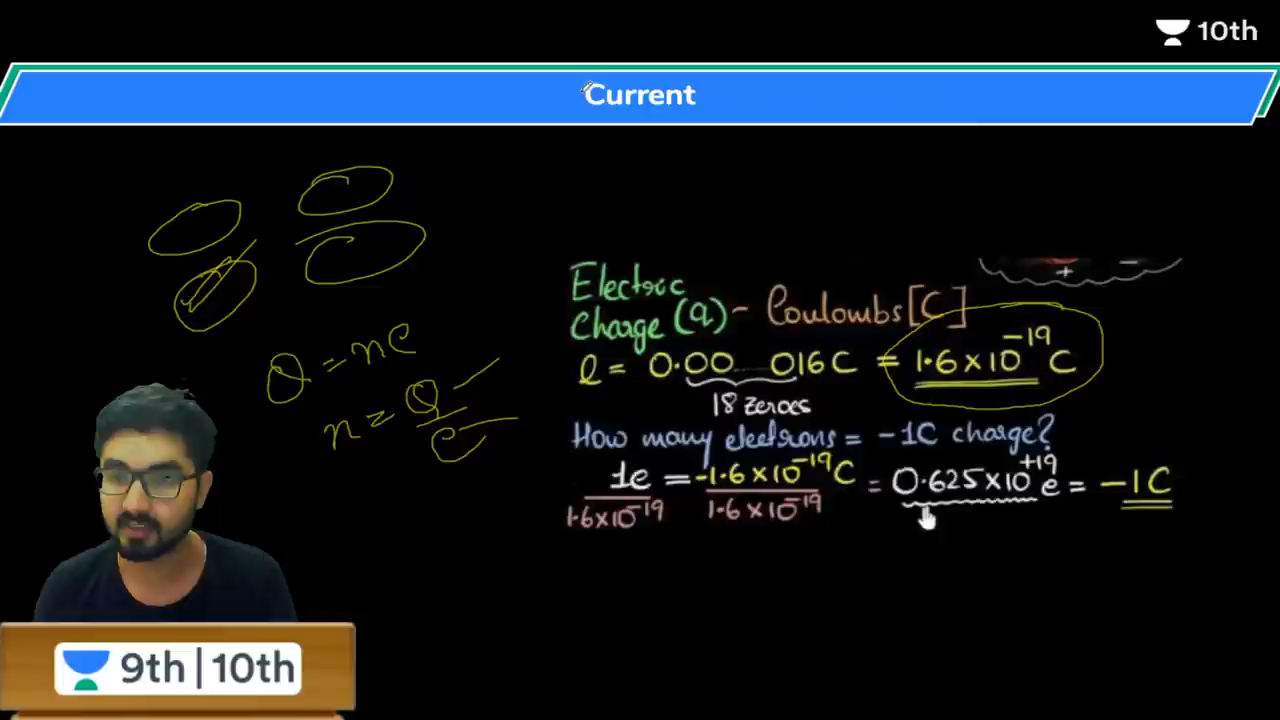 10th
Current
Q = ne
n = Q/e
Electric
Charge (q) - Coulombs [C]
e = 0.00...016C = 1.6×10⁻¹⁹ C
18 zeroes
How many electrons = -1C charge?
1e/1.6×10⁻¹⁹ = -1.6×10⁻¹⁹C/1.6×10⁻¹⁹ = 0.625×10⁺¹⁹ e = -1C
+ -
9th|10th